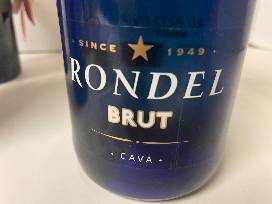 · SINCE ★ 1949 ·
RONDEL
BRUT
· CAVA ·